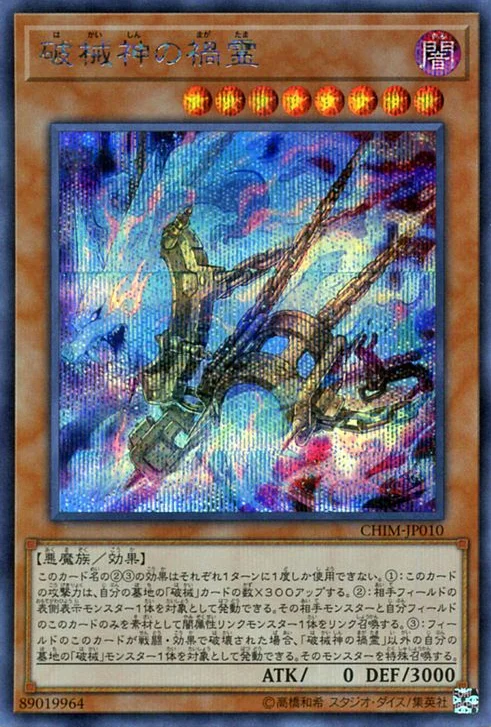 破械神の禍霊
闇
CHIM-JP010
【悪魔族/効果】
このカード名の②③の効果はそれぞれ1ターンに1度しか使用できない。①:このカード
の攻撃力は、自分の墓地の「破械」カードの数×300アップする。②:相手フィールドの
表側表示モンスター1体を対象として発動できる。その相手モンスターと自分フィールド
のこのカードのみを素材として闇属性リンクモンスター1体をリンク召喚する。③:フィー
ルドのこのカードが戦闘・効果で破壊された場合、「破械神の禍霊」以外の自分の
墓地の「破械」モンスター1体を対象として発動できる。そのモンスターを特殊召喚する。
ATK/ 0 DEF/3000
89019964 ©高橋和希 スタジオ・ダイス/集英社